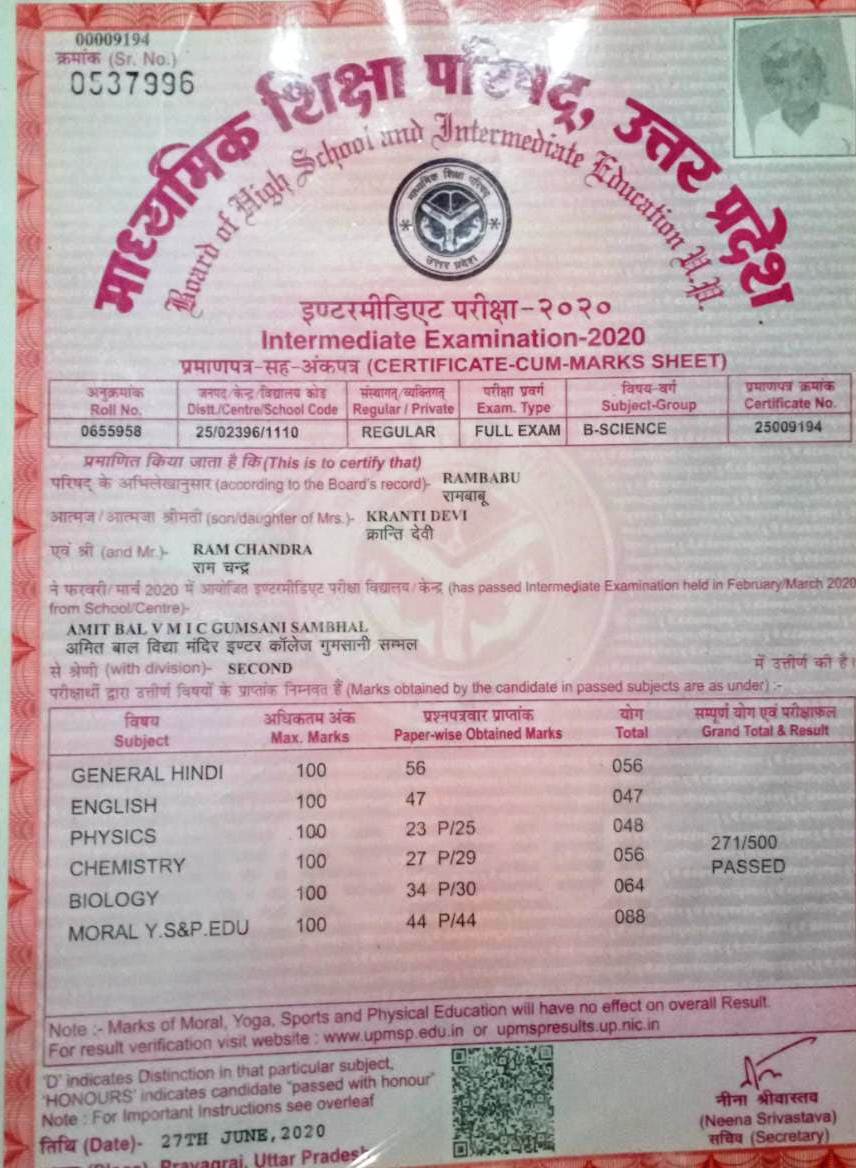 00009194
क्रमांक (Sr. No.)
0537996
माध्यमिक शिक्षा परिषद्, उत्तर प्रदेश
Board of High School and Intermediate Education U.P.
माध्यमिक शिक्षा परिषद्
उत्तर प्रदेश
इण्टरमीडिएट परीक्षा-२०२०
Intermediate Examination-2020
प्रमाणपत्र-सह-अंकपत्र (CERTIFICATE-CUM-MARKS SHEET)
अनुक्रमांक जनपद/केन्द्र/विद्यालय कोड संस्थागत/व्यक्तिगत परीक्षा प्रवर्ग विषय-वर्ग प्रमाणपत्र क्रमांक
Roll No. Distt./Centre/School Code Regular / Private Exam. Type Subject-Group Certificate No.
0655958 25/02396/1110 REGULAR FULL EXAM B-SCIENCE 25009194
प्रमाणित किया जाता है कि (This is to certify that)
परिषद् के अभिलेखानुसार (according to the Board's record)- RAMBABU
रामबाबू
आत्मज/आत्मजा श्रीमती (son/daughter of Mrs.)- KRANTI DEVI
क्रान्ति देवी
एवं श्री (and Mr.)- RAM CHANDRA
राम चन्द्र
ने फरवरी/मार्च 2020 में आयोजित इण्टरमीडिएट परीक्षा विद्यालय/केन्द्र (has passed Intermediate Examination held in February/March 2020
from School/Centre)-
AMIT BAL V M I C GUMSANI SAMBHAL
अमित बाल विद्या मंदिर इण्टर कॉलेज गुमसानी सम्भल
से श्रेणी (with division)- SECOND में उत्तीर्ण की है।
परीक्षार्थी द्वारा उत्तीर्ण विषयों के प्राप्तांक निम्नवत हैं (Marks obtained by the candidate in passed subjects are as under) :-
विषय अधिकतम अंक प्रश्नपत्रवार प्राप्तांक योग सम्पूर्ण योग एवं परीक्षाफल
Subject Max. Marks Paper-wise Obtained Marks Total Grand Total & Result
GENERAL HINDI 100 56 056
ENGLISH 100 47 047
PHYSICS 100 23 P/25 048
271/500
CHEMISTRY 100 27 P/29 056
PASSED
BIOLOGY 100 34 P/30 064
MORAL Y.S&P.EDU 100 44 P/44 088
Note :- Marks of Moral, Yoga, Sports and Physical Education will have no effect on overall Result.
For result verification visit website : www.upmsp.edu.in or upmspresults.up.nic.in
'D' indicates Distinction in that particular subject,
'HONOURS' indicates candidate "passed with honour"
Note : For Important Instructions see overleaf
नीना श्रीवास्तव
(Neena Srivastava)
सचिव (Secretary)
तिथि (Date)- 27TH JUNE,2020
(Place) Prayagraj, Uttar Pradesh